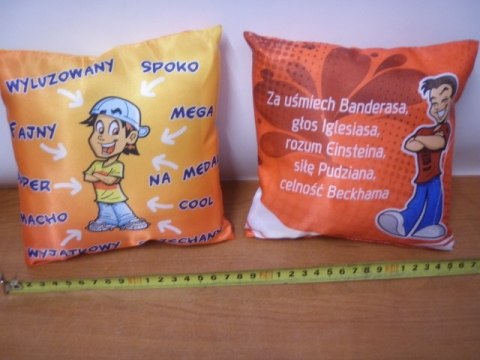 WYLUZOWANY SPOKO
FAJNY MEGA
SUPER NA MEDAL
MACHO COOL
WYJĄTKOWY
Za uśmiech Banderasa,
głos Iglesiasa,
rozum Einsteina,
siłę Pudziana,
celność Beckhama